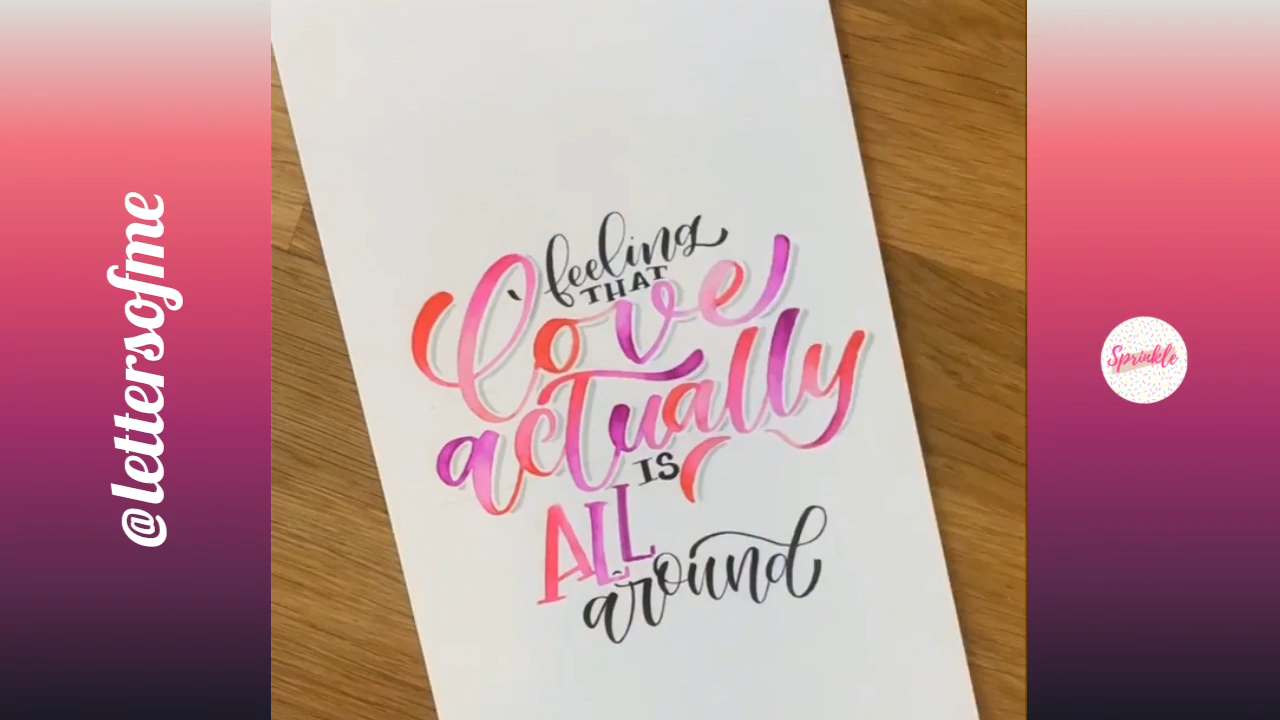 @lettersofme
feeling
THAT
Love
actually
IS
ALL
around
Sprinkle